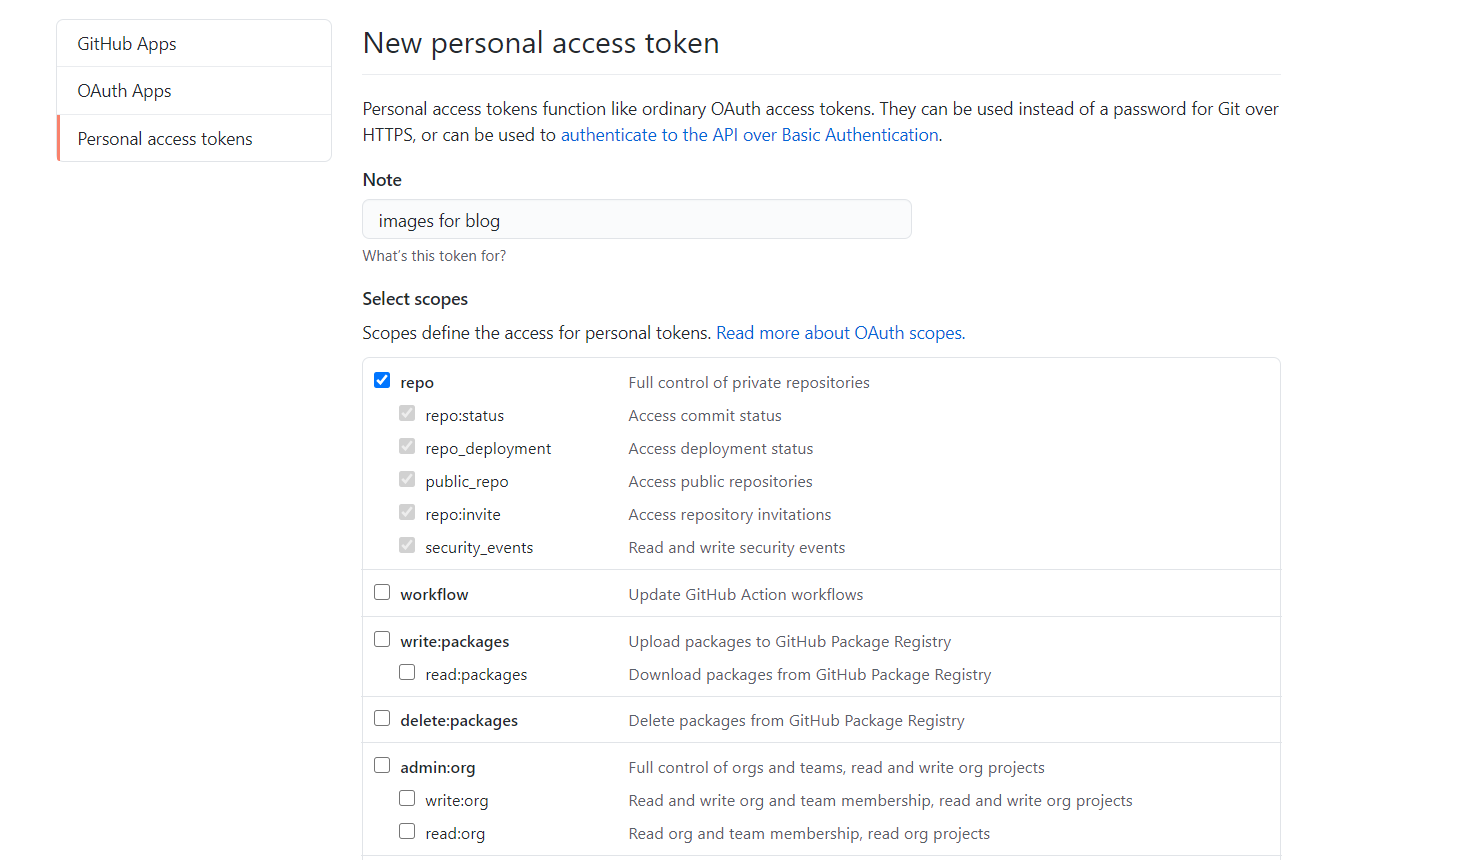 GitHub Apps
OAuth Apps
Personal access tokens
New personal access token
Personal access tokens function like ordinary OAuth access tokens. They can be used instead of a password for Git over
HTTPS, or can be used to authenticate to the API over Basic Authentication.
Note
images for blog
What's this token for?
Select scopes
Scopes define the access for personal tokens. Read more about OAuth scopes.
repo Full control of private repositories
repo:status Access commit status
repo_deployment Access deployment status
public_repo Access public repositories
repo:invite Access repository invitations
security_events Read and write security events
workflow Update GitHub Action workflows
write:packages Upload packages to GitHub Package Registry
read:packages Download packages from GitHub Package Registry
delete:packages Delete packages from GitHub Package Registry
admin:org Full control of orgs and teams, read and write org projects
write:org Read and write org and team membership, read and write org projects
read:org Read org and team membership, read org projects